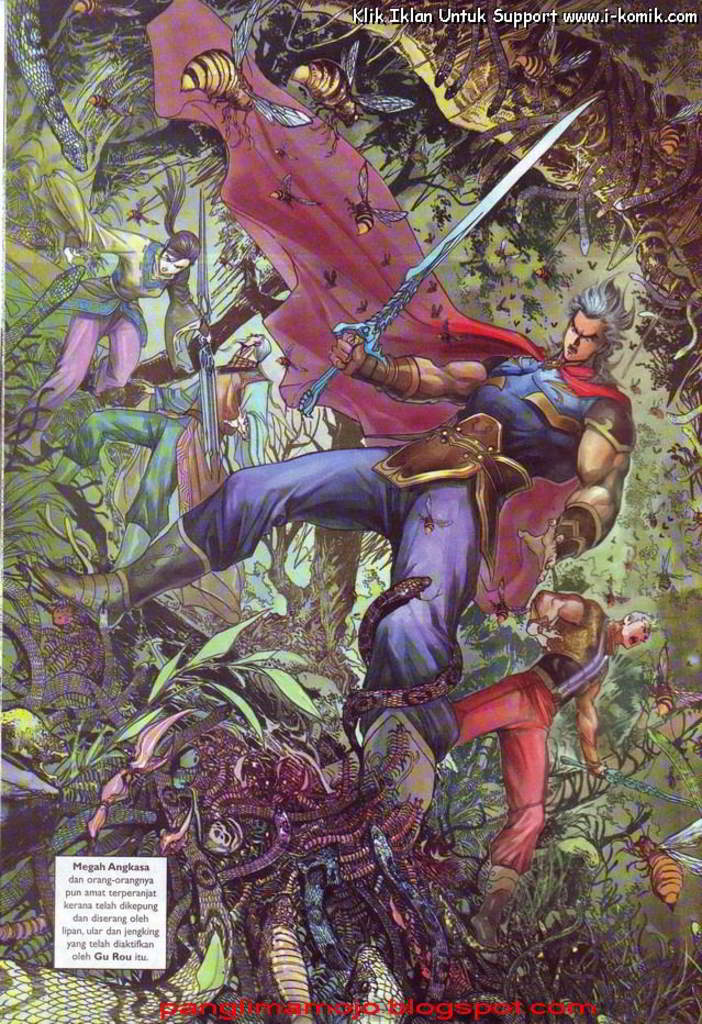 Klik Iklan Untuk Support www.i-komik.com
Megah Angkasa
dan orang-orangnya
pun amat terperanjat
kerana telah dikepung
dan diserang oleh
lipan, ular dan jengking
yang telah diaktifkan
oleh Gu Rou itu.
panglimamojo.blogspot.com